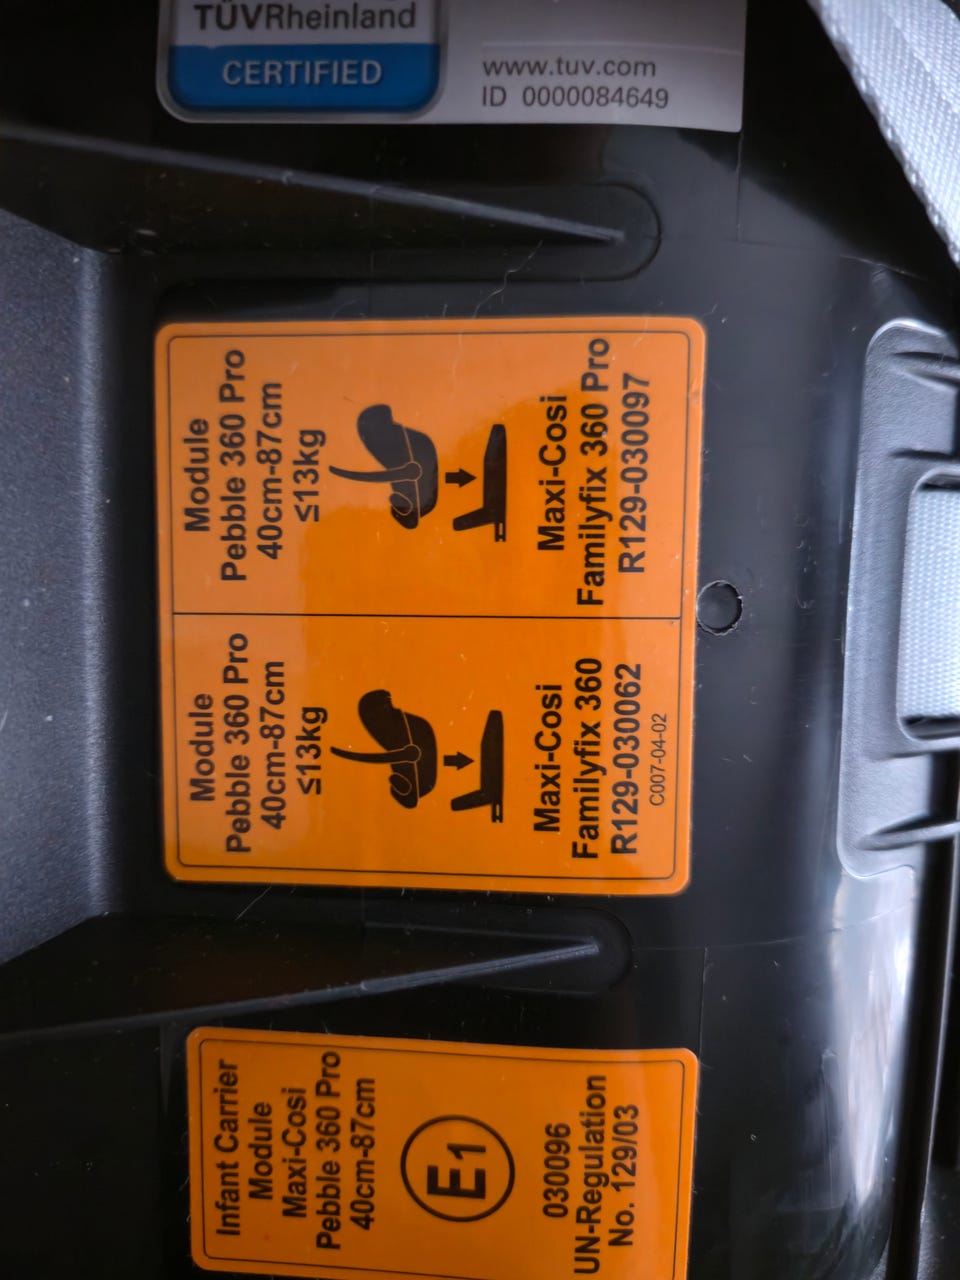 TÜVRheinland
CERTIFIED
www.tuv.com
ID 0000084649
Module
Pebble 360 Pro
40cm-87cm
≤13kg
Maxi-Cosi
Familyfix 360
R129-030062
C007-04-02
Module
Pebble 360 Pro
40cm-87cm
≤13kg
Maxi-Cosi
Familyfix 360 Pro
R129-030097
Infant Carrier
Module
Maxi-Cosi
Pebble 360 Pro
40cm-87cm
E1
030096
UN-Regulation
No. 129/03